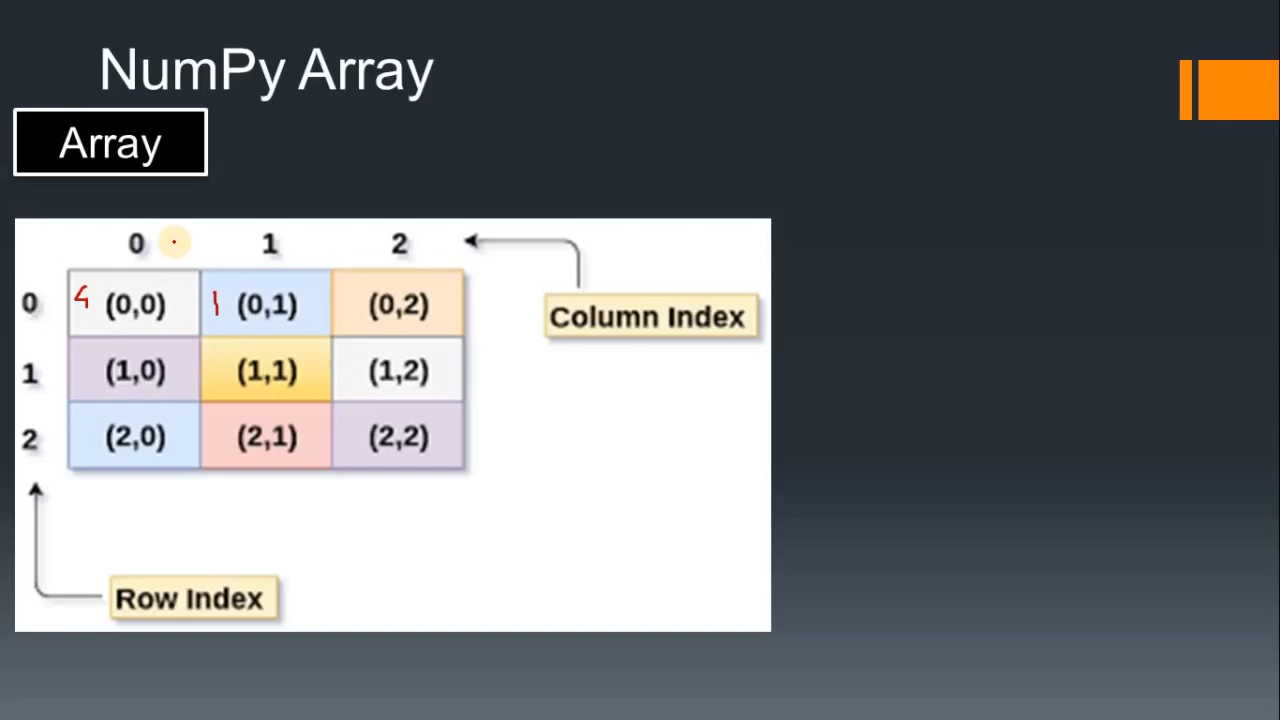 NumPy Array
Array
0 1 2
0 4 (0,0) 1 (0,1) (0,2)
Column Index
1 (1,0) (1,1) (1,2)
2 (2,0) (2,1) (2,2)
Row Index